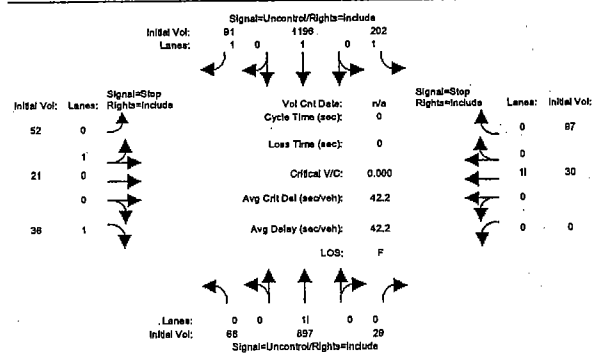 Signal=Uncontrol/Rights=Include
Initial Vol: 91 1196 202
Lanes: 1 0 1 0 1
Signal=Stop
Rights=Include
Initial Vol: Lanes:
Vol Cnt Date: n/a
Cycle Time (sec): 0
Signal=Stop
Rights=Include
Lanes: Initial Vol:
52 0
0 87
Loss Time (sec): 0
1
0
21 0
Critical V/C: 0.000
1! 30
0
Avg Crit Del (sec/veh): 42.2
0
36 1
Avg Delay (sec/veh): 42.2
0 0
LOS: F
Lanes: 0 0 1! 0 0
Initial Vol: 66 897 29
Signal=Uncontrol/Rights=Include